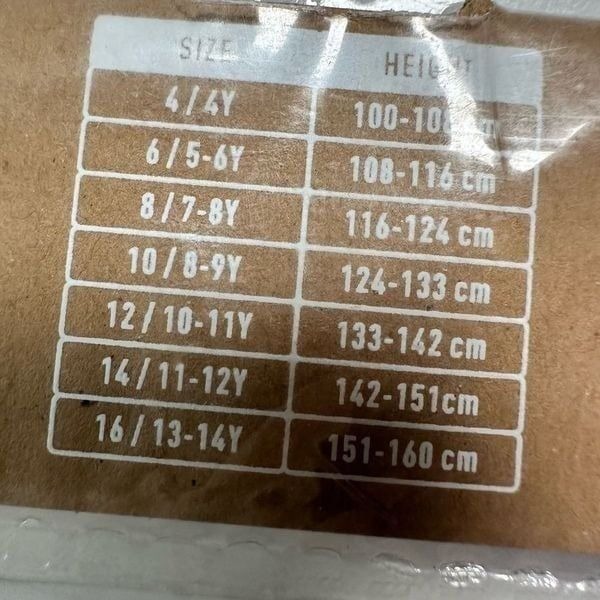 SIZE HEIGHT
4/4Y
6/5-6Y 108-116 cm
8/7-8Y 116-124 cm
10/8-9Y 124-133 cm
12/10-11Y 133-142 cm
14/11-12Y 142-151cm
16/13-14Y 151-160 cm